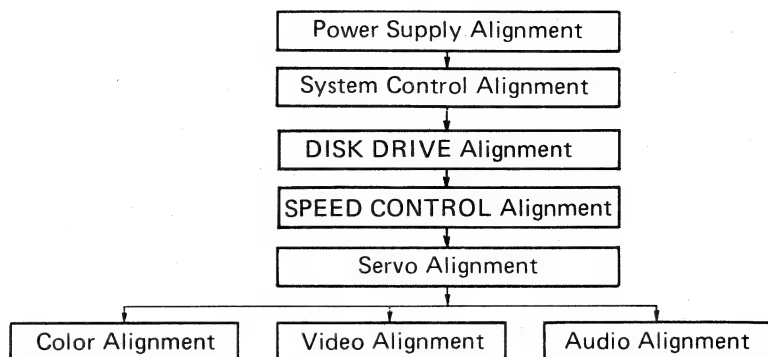 Power Supply Alignment
System Control Alignment
DISK DRIVE Alignment
SPEED CONTROL Alignment
Servo Alignment
Color Alignment
Video Alignment
Audio Alignment